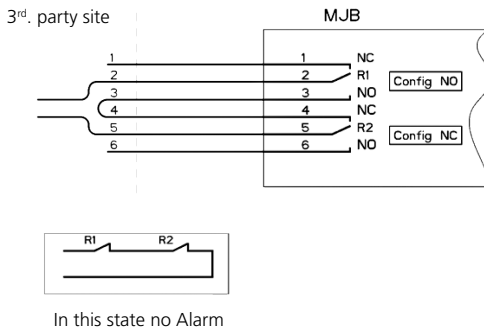 3rd. party site
MJB
1 1 NC
2 2 R1 Config NO
3 3 NO
4 4 NC
5 5 R2 Config NC
6 6 NO
R1 R2
In this state no Alarm